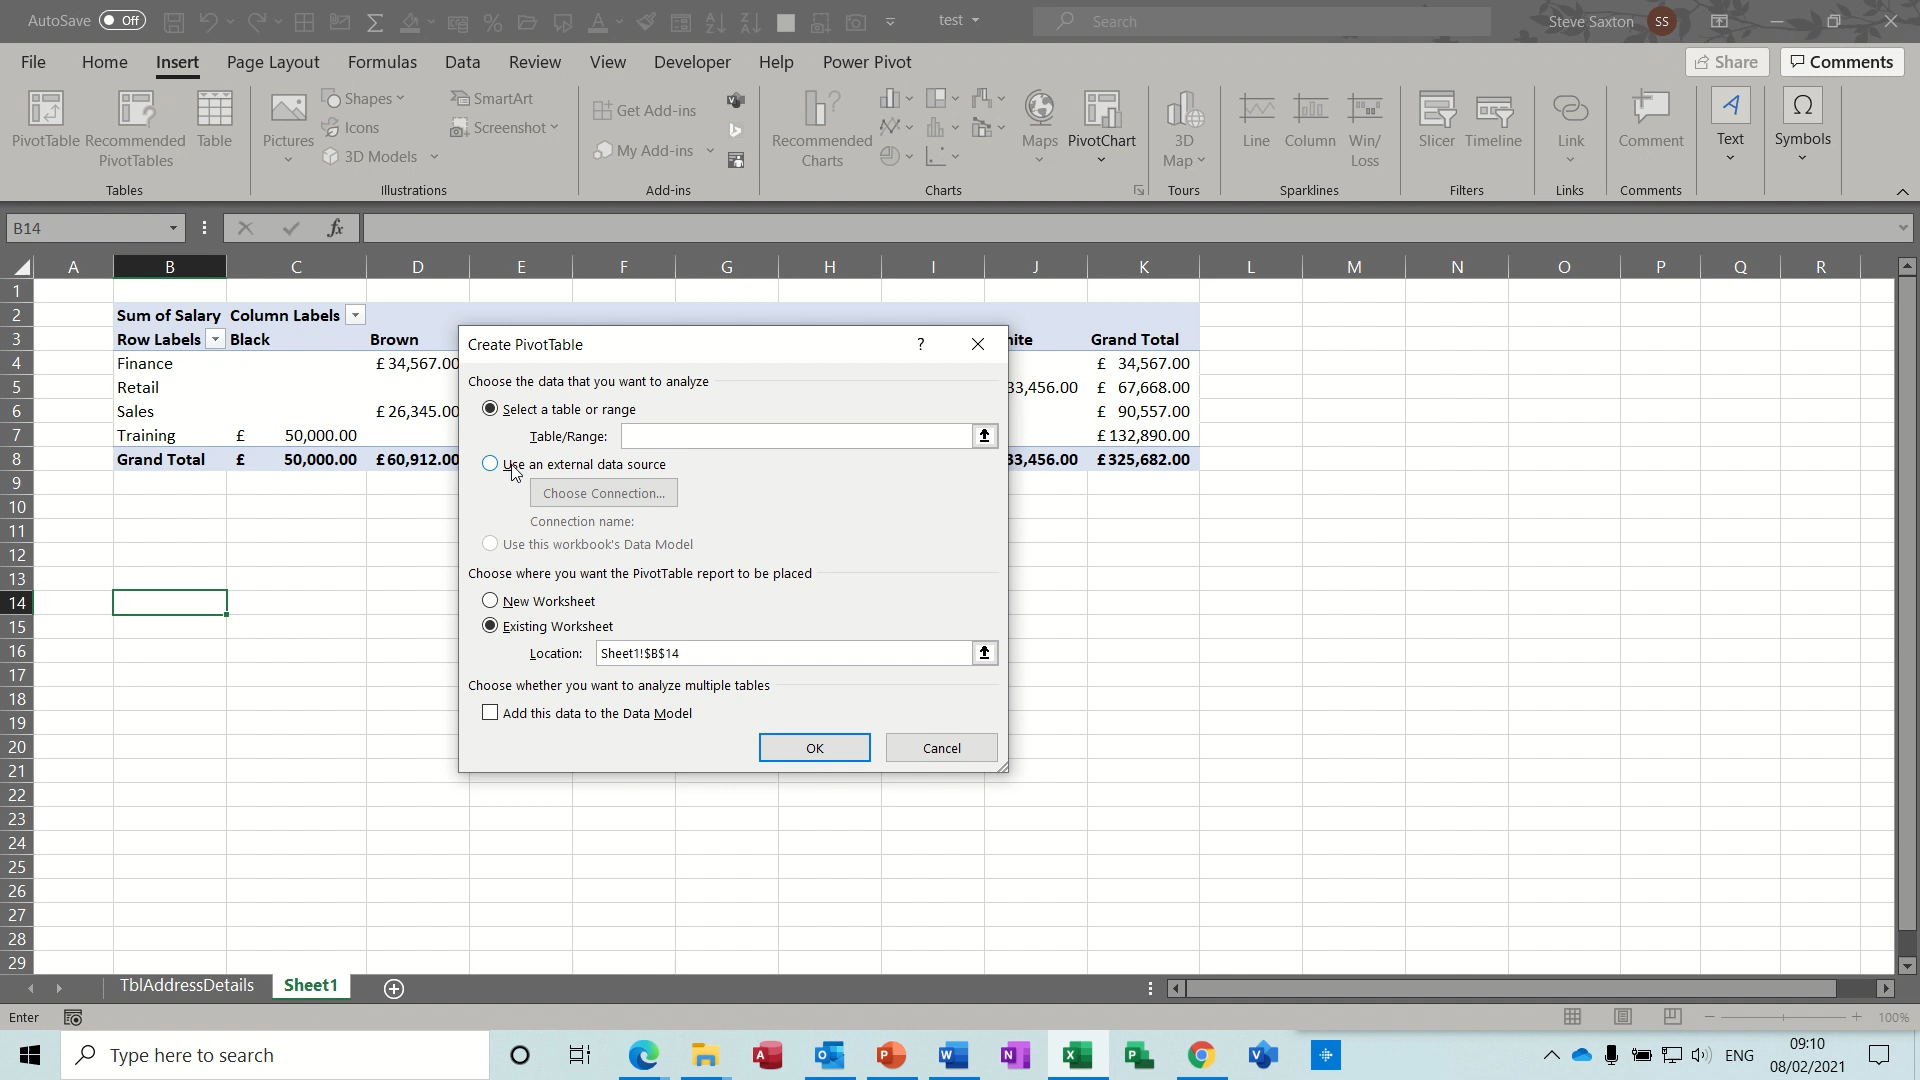 AutoSave Off test Search Steve Saxton SS
File Home Insert Page Layout Formulas Data Review View Developer Help Power Pivot Share Comments
PivotTable Recommended PivotTables Table
Tables
Pictures Shapes Icons 3D Models SmartArt Screenshot
Illustrations
Get Add-ins
My Add-ins
Add-ins
Recommended Charts Maps PivotChart
Charts
3D Map
Tours
Line Column Win/Loss
Sparklines
Slicer Timeline
Filters
Link
Links
Comment
Comments
Text
Symbols
B14 fx
A B C D E F G H I J K L M N O P Q R
1
2 Sum of Salary Column Labels
3 Row Labels Black Brown hite Grand Total
4 Finance £ 34,567.00 £ 34,567.00
5 Retail 33,456.00 £ 67,668.00
6 Sales £ 26,345.00 £ 90,557.00
7 Training £ 50,000.00 £ 132,890.00
8 Grand Total £ 50,000.00 £ 60,912.00 33,456.00 £ 325,682.00
9
10
11
12
13
14
15
16
17
18
19
20
21
22
23
24
25
26
27
28
29
Create PivotTable ?
Choose the data that you want to analyze
Select a table or range
Table/Range:
Use an external data source
Choose Connection...
Connection name:
Use this workbook's Data Model
Choose where you want the PivotTable report to be placed
New Worksheet
Existing Worksheet
Location: Sheet1!$B$14
Choose whether you want to analyze multiple tables
Add this data to the Data Model
OK Cancel
TblAddressDetails Sheet1
Enter 100%
Type here to search ENG 09:10
08/02/2021